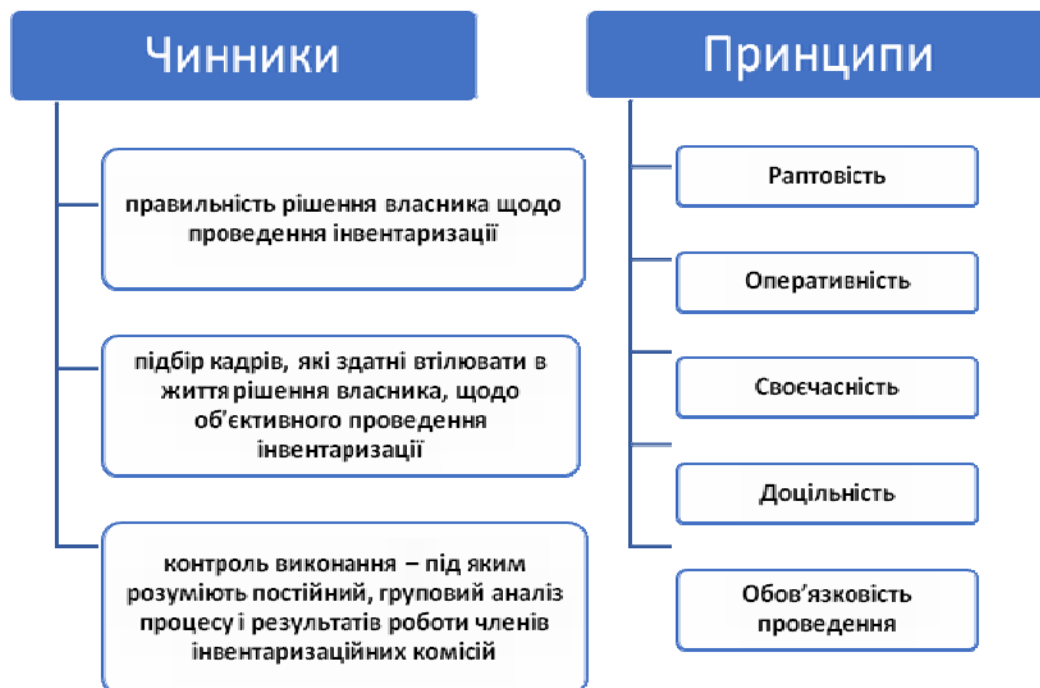 Чинники
правильність рішення власника щодо
проведення інвентаризації
підбір кадрів, які здатні втілювати в
життя рішення власника, щодо
об'єктивного проведення
інвентаризації
контроль виконання – під яким
розуміють постійний, груповий аналіз
процесу і результатів роботи членів
інвентаризаційних комісій
Принципи
Раптовість
Оперативність
Своєчасність
Доцільність
Обов'язковість
проведення